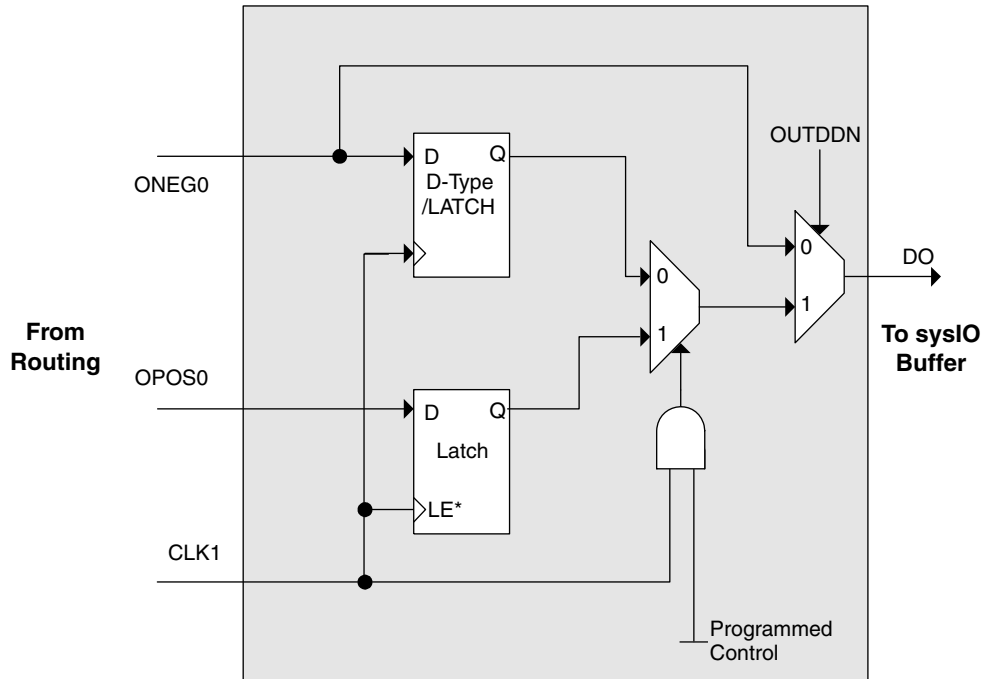 OUTDDN
ONEG0
D
Q
D-Type
/LATCH
0
DO
0
1
1
From
Routing
To sysIO
Buffer
OPOS0
D
Q
Latch
LE*
CLK1
Programmed
Control